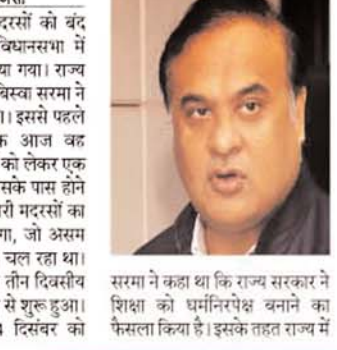 दरसों को बंद
विधानसभा में
या गया। राज्य
बिस्वा सरमा ने
ा। इससे पहले
क आज वह
को लेकर एक
सके पास होने
री मदरसों का
गा, जो असम
चल रहा था।
तीन दिवसीय
से शुरू हुआ।
दिसंबर को
सरमा ने कहा था कि राज्य सरकार ने
शिक्षा को धर्मनिरपेक्ष बनाने का
फैसला किया है। इसके तहत राज्य में